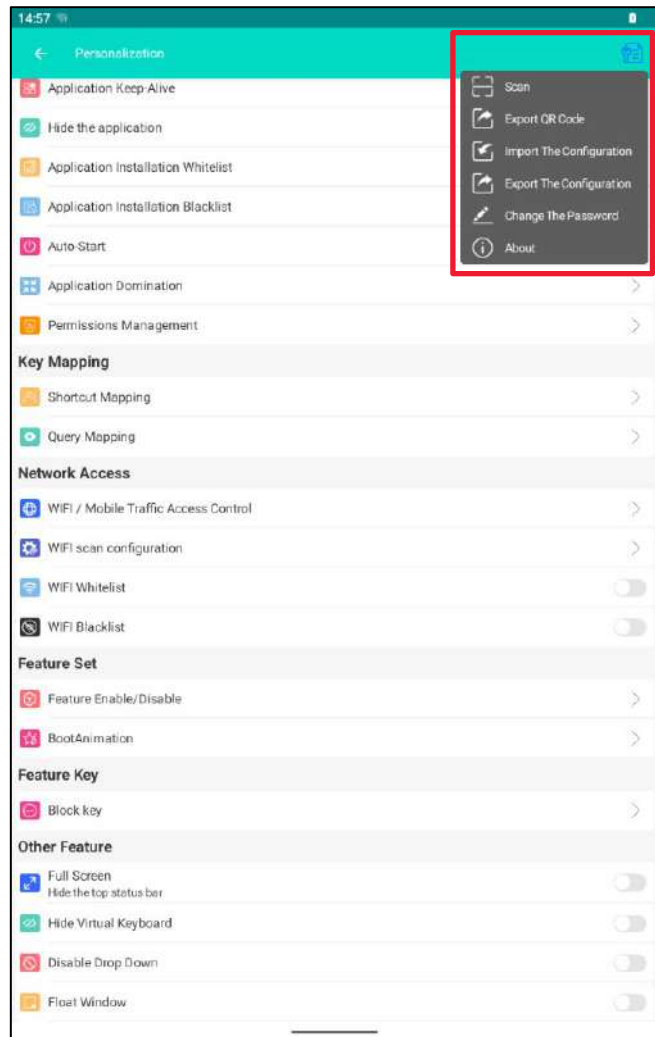 14:57
Personalization
Application Keep-Alive
Hide the application
Application Installation Whitelist
Application Installation Blacklist
Auto-Start
Application Domination
Permissions Management
Scan
Export QR Code
Import The Configuration
Export The Configuration
Change The Password
About
Key Mapping
Shortcut Mapping
Query Mapping
Network Access
WIFI / Mobile Traffic Access Control
WIFI scan configuration
WIFI Whitelist
WIFI Blacklist
Feature Set
Feature Enable/Disable
BootAnimation
Feature Key
Block key
Other Feature
Full Screen
Hide the top status bar
Hide Virtual Keyboard
Disable Drop Down
Float Window